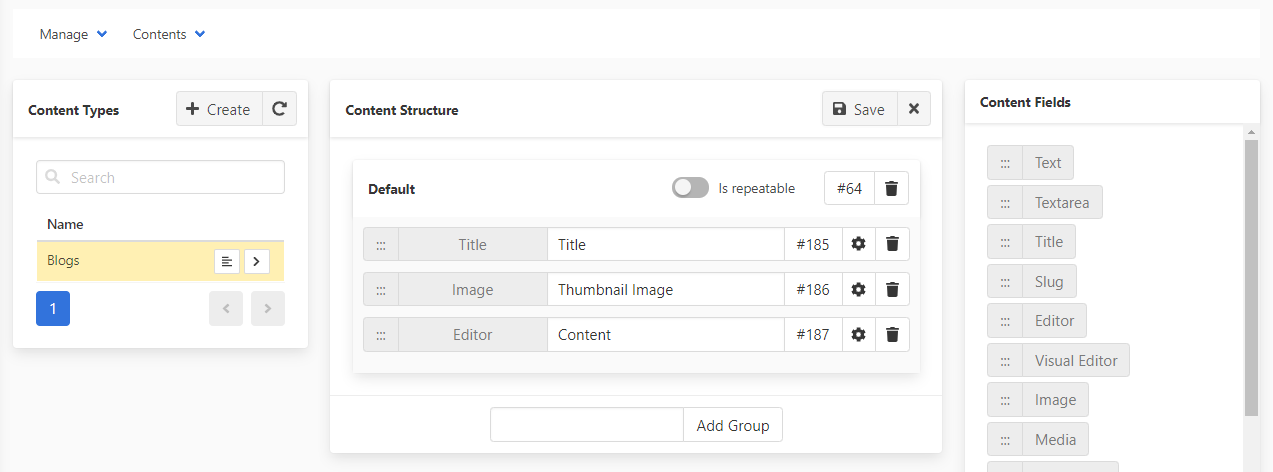 Manage Contents
Content Types
Create
Search
Name
Blogs
1
Content Structure
Save
Default
Is repeatable
#64
Title Title #185
Image Thumbnail Image #186
Editor Content #187
Add Group
Content Fields
::: Text
::: Textarea
::: Title
::: Slug
::: Editor
::: Visual Editor
::: Image
::: Media